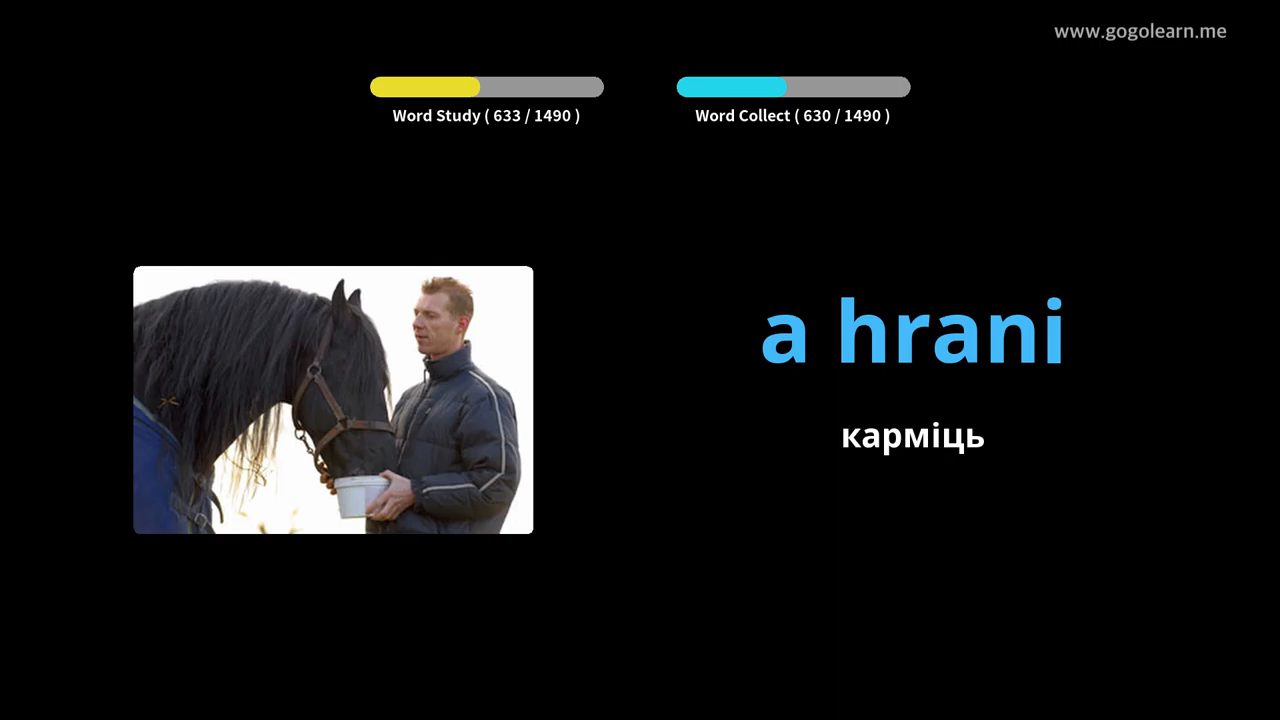 www.gogolearn.me
Word Study ( 633 / 1490 )
Word Collect ( 630 / 1490 )
a hrani
карміць